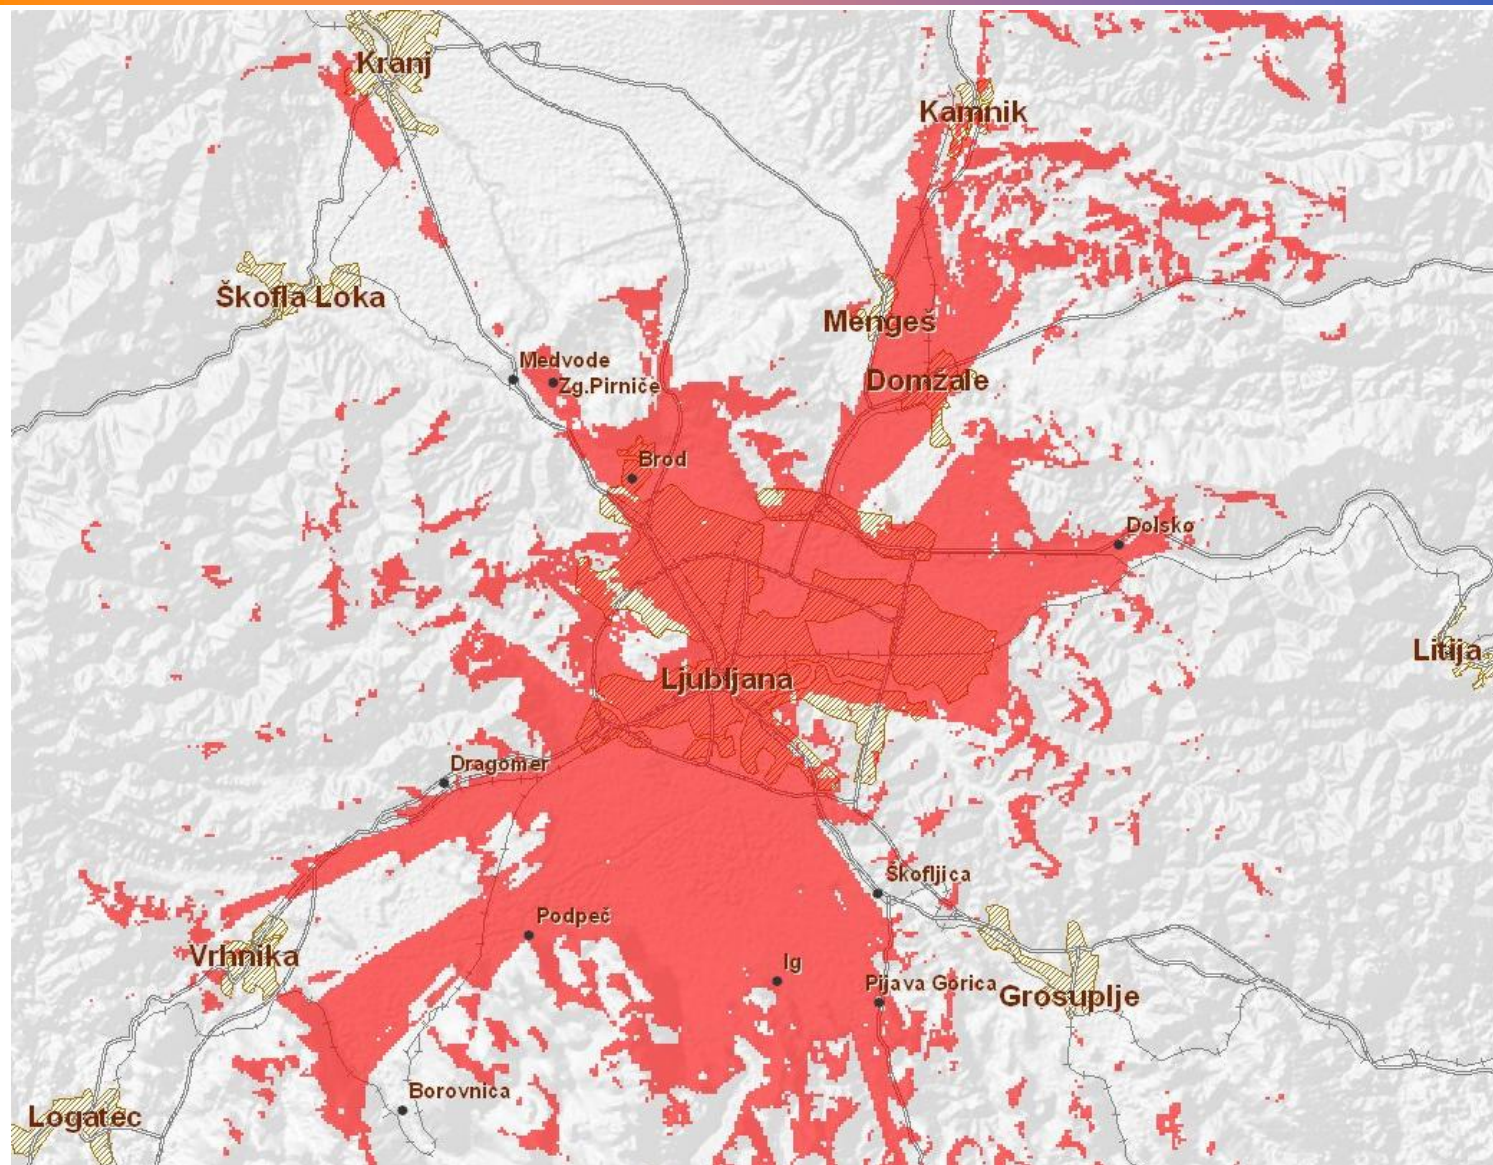 Kranj
Kamnik
Škofla Loka
Mengeš
Medvode
Zg.Pirniče
Domžale
Brod
Dolsko
Litija
Ljubljana
Dragomer
Škofljica
Podpeč
Vrhnika
Ig
Pijava Gorica
Grosuplje
Borovnica
Logatec